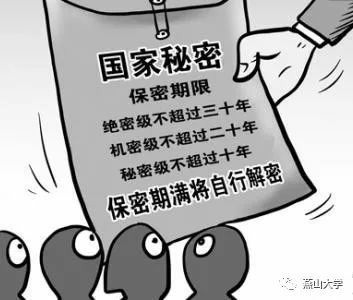 国家秘密
保密期限
绝密级不超过三十年
机密级不超过二十年
秘密级不超过十年
保密期满将自行解密
燕山大学